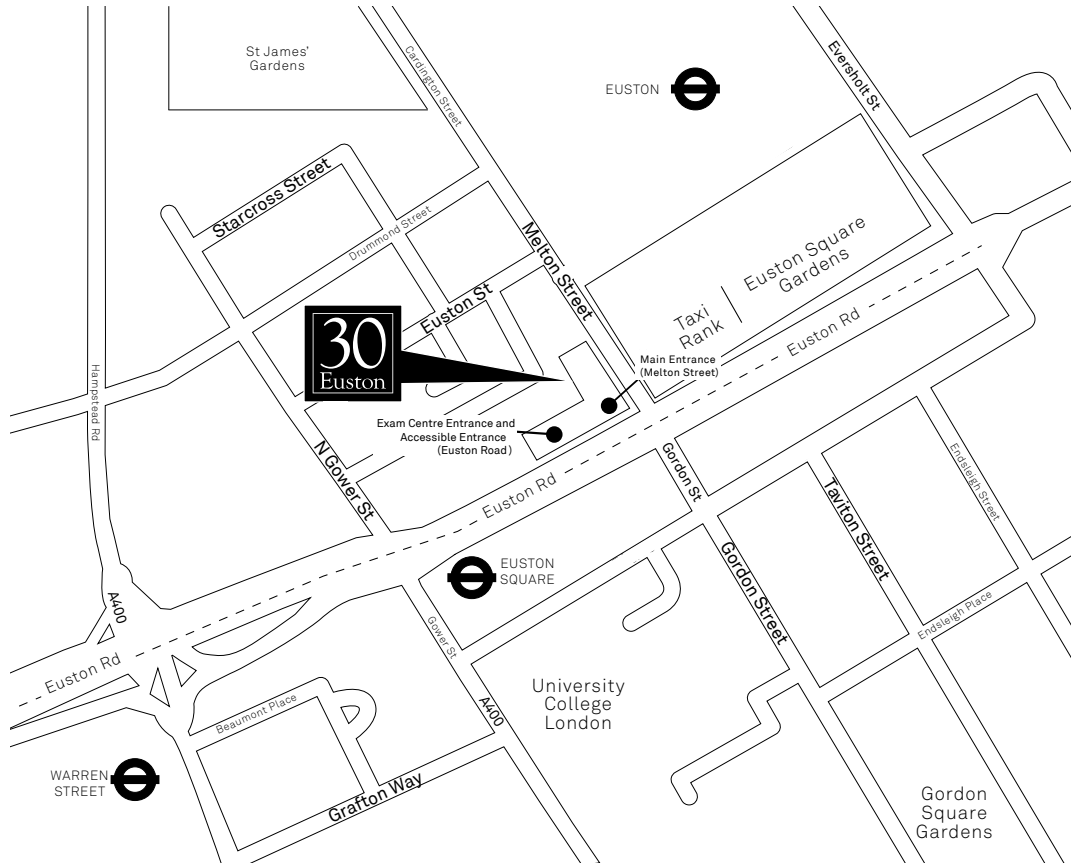 St James'
Gardens
Cardington Street
EUSTON
Eversholt St
Starcross Street
Drummond Street
Melton Street
Euston Square
Gardens
Taxi
Rank
Euston St
30
Euston
Euston Rd
Main Entrance
(Melton Street)
Hampstead Rd
Exam Centre Entrance and
Accessible Entrance
(Euston Road)
N Gower St
Gordon St
Euston Rd
Endsleigh Street
Taviton Street
EUSTON
SQUARE
Gordon Street
A400
Gower St
Endsleigh Place
Euston Rd
University
College
London
A400
Beaumont Place
WARREN
STREET
Grafton Way
Gordon
Square
Gardens